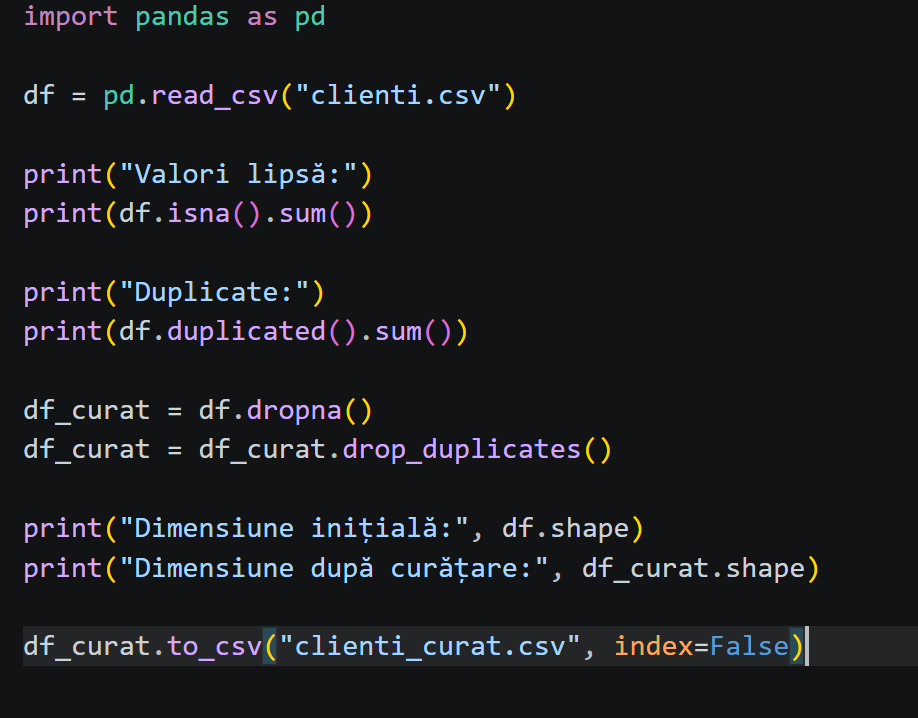 import pandas as pd
df = pd.read_csv("clienti.csv")
print("Valori lipsă:")
print(df.isna().sum())
print("Duplicate:")
print(df.duplicated().sum())
df_curat = df.dropna()
df_curat = df_curat.drop_duplicates()
print("Dimensiune inițială:", df.shape)
print("Dimensiune după curățare:", df_curat.shape)
df_curat.to_csv("clienti_curat.csv", index=False)